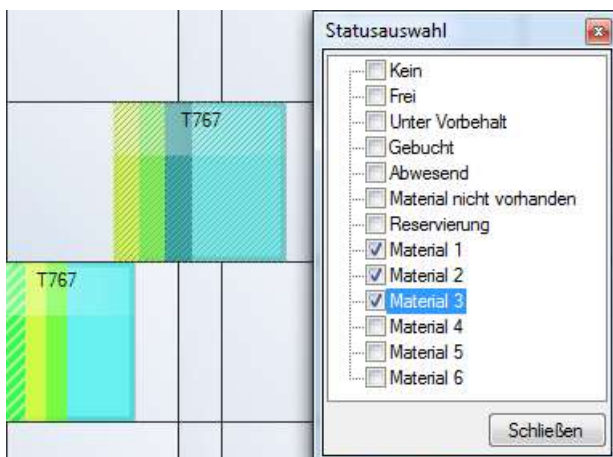 Statusauswahl
Kein
Frei
T767
Unter Vorbehalt
Gebucht
Abwesend
Material nicht vorhanden
Reservierung
Material 1
T767
Material 2
Material 3
Material 4
Material 5
Material 6
Schließen